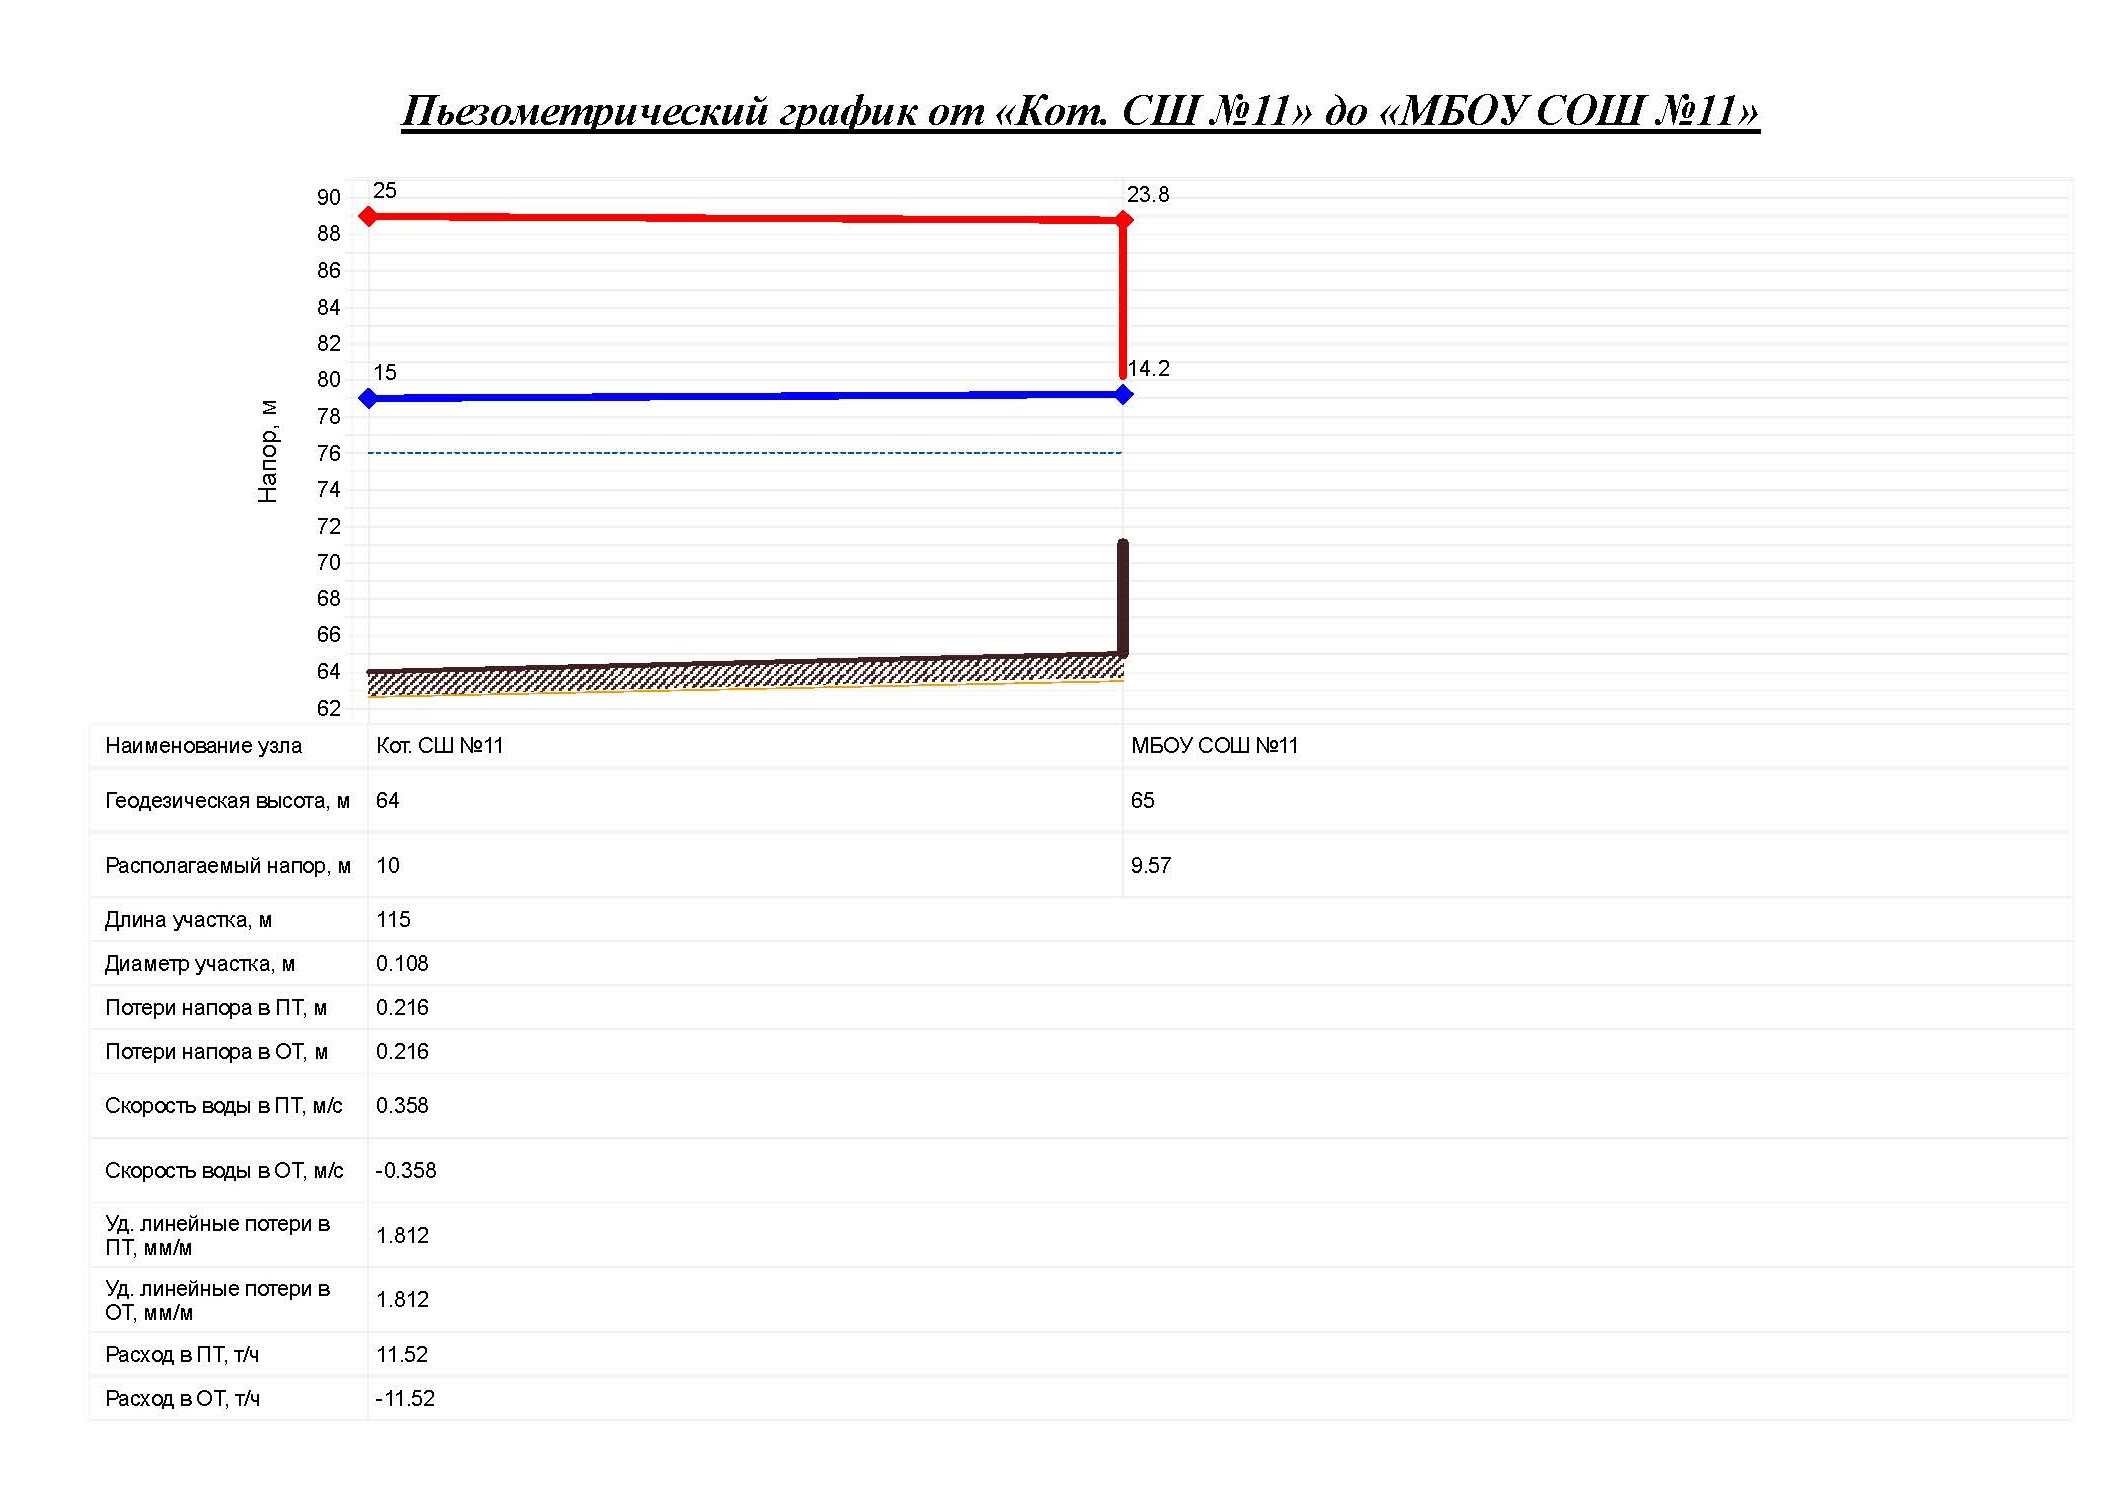 Пьезометрический график от «Кот. СШ №11» до «МБОУ СОШ №11»
25
23.8
90
88
86
84
82
15
14.2
80
78
76
74
72
70
68
66
64
62
Напор, м
Наименование узла Кот. СШ №11 МБОУ СОШ №11
Геодезическая высота, м 64 65
Располагаемый напор, м 10 9.57
Длина участка, м 115
Диаметр участка, м 0.108
Потери напора в ПТ, м 0.216
Потери напора в ОТ, м 0.216
Скорость воды в ПТ, м/с 0.358
Скорость воды в ОТ, м/с -0.358
Уд. линейные потери в
ПТ, мм/м 1.812
Уд. линейные потери в
ОТ, мм/м 1.812
Расход в ПТ, т/ч 11.52
Расход в ОТ, т/ч -11.52